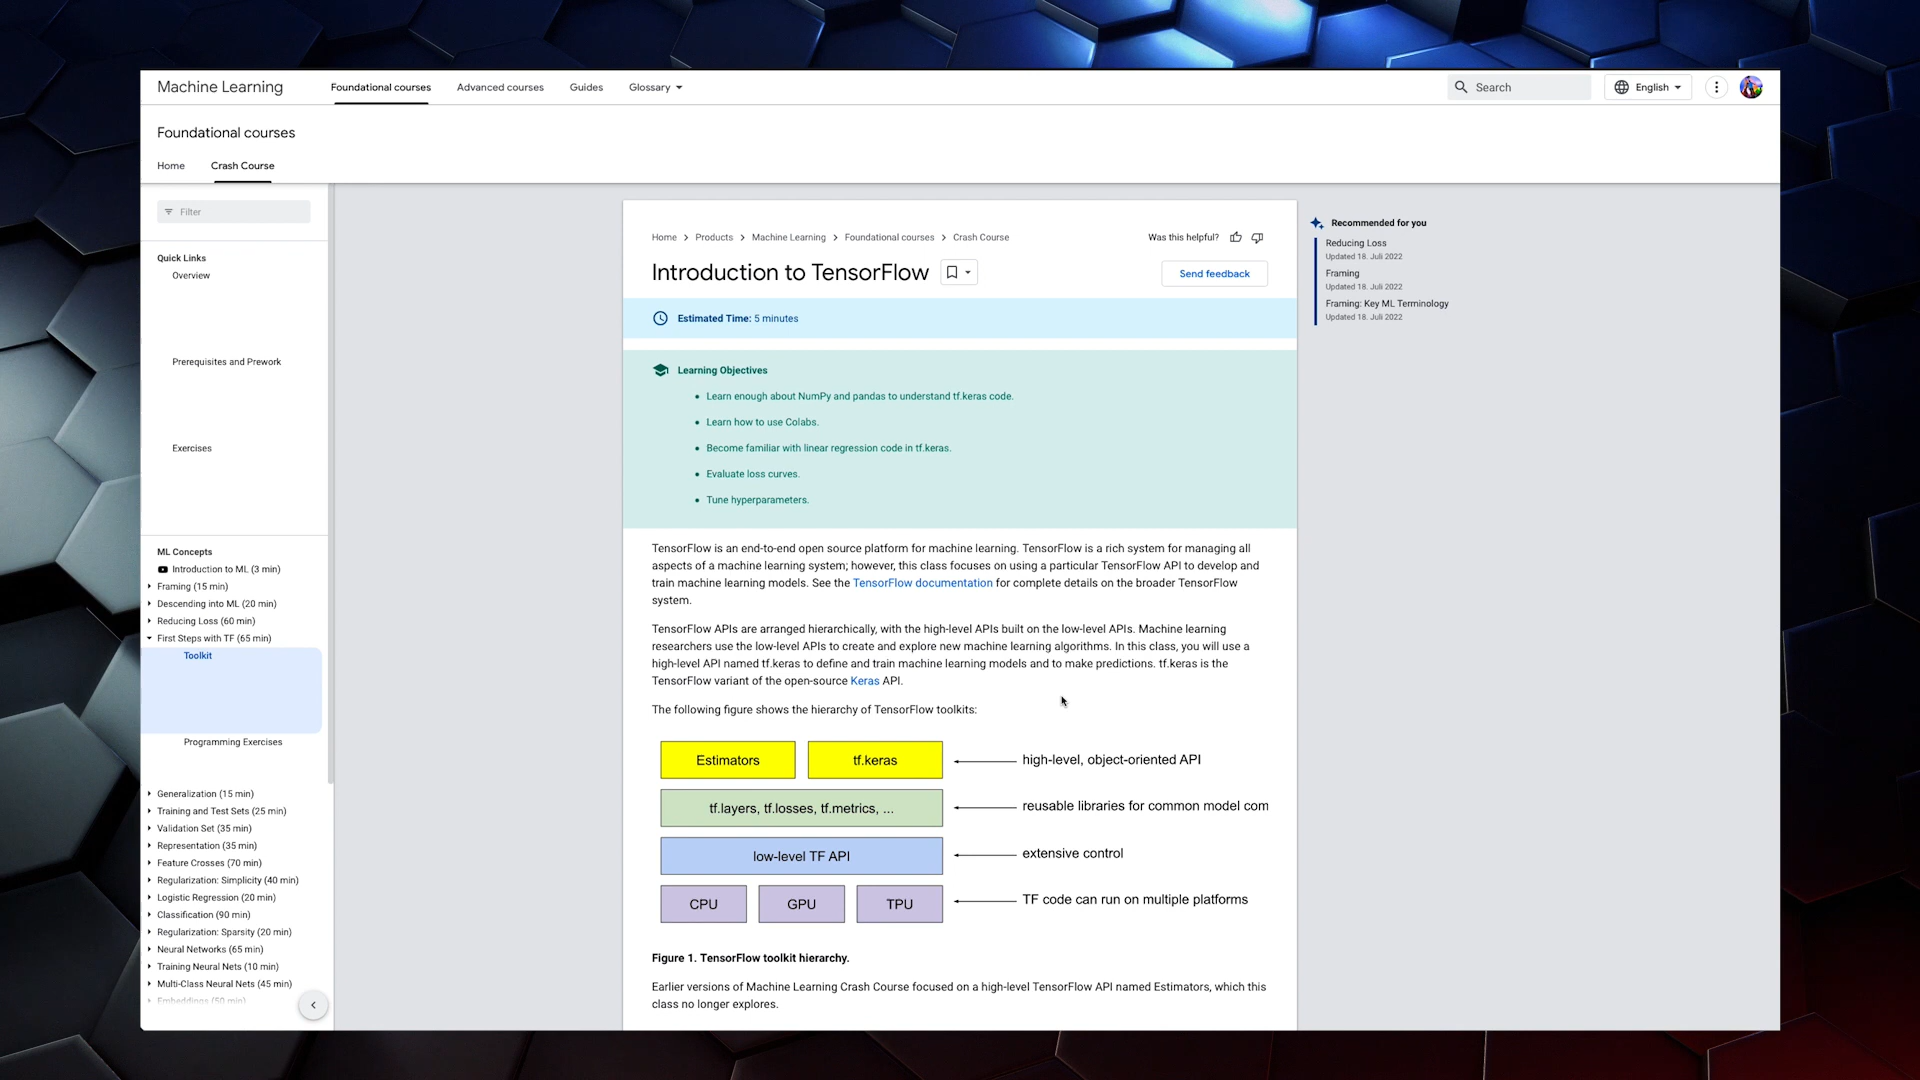 Machine Learning
Foundational courses
Advanced courses
Guides
Glossary
Search
English
Foundational courses
Home
Crash Course
Filter
Quick Links
Overview
Prerequisites and Prework
Exercises
ML Concepts
Introduction to ML (3 min)
Framing (15 min)
Descending into ML (20 min)
Reducing Loss (60 min)
First Steps with TF (65 min)
Toolkit
Programming Exercises
Generalization (15 min)
Training and Test Sets (25 min)
Validation Set (35 min)
Representation (35 min)
Feature Crosses (70 min)
Regularization: Simplicity (40 min)
Logistic Regression (20 min)
Classification (90 min)
Regularization: Sparsity (20 min)
Neural Networks (65 min)
Training Neural Nets (10 min)
Multi-Class Neural Nets (45 min)
Embeddings (50 min)
Home > Products > Machine Learning > Foundational courses > Crash Course
Was this helpful?
Introduction to TensorFlow
Send feedback
Estimated Time: 5 minutes
Learning Objectives
• Learn enough about NumPy and pandas to understand tf.keras code.
• Learn how to use Colabs.
• Become familiar with linear regression code in tf.keras.
• Evaluate loss curves.
• Tune hyperparameters.
TensorFlow is an end-to-end open source platform for machine learning. TensorFlow is a rich system for managing all
aspects of a machine learning system; however, this class focuses on using a particular TensorFlow API to develop and
train machine learning models. See the TensorFlow documentation for complete details on the broader TensorFlow
system.
TensorFlow APIs are arranged hierarchically, with the high-level APIs built on the low-level APIs. Machine learning
researchers use the low-level APIs to create and explore new machine learning algorithms. In this class, you will use a
high-level API named tf.keras to define and train machine learning models and to make predictions. tf.keras is the
TensorFlow variant of the open-source Keras API.
The following figure shows the hierarchy of TensorFlow toolkits:
Estimators
tf.keras
high-level, object-oriented API
tf.layers, tf.losses, tf.metrics, ...
reusable libraries for common model com
low-level TF API
extensive control
CPU
GPU
TPU
TF code can run on multiple platforms
Figure 1. TensorFlow toolkit hierarchy.
Earlier versions of Machine Learning Crash Course focused on a high-level TensorFlow API named Estimators, which this
class no longer explores.
Recommended for you
Reducing Loss
Updated 18. Juli 2022
Framing
Updated 18. Juli 2022
Framing: Key ML Terminology
Updated 18. Juli 2022